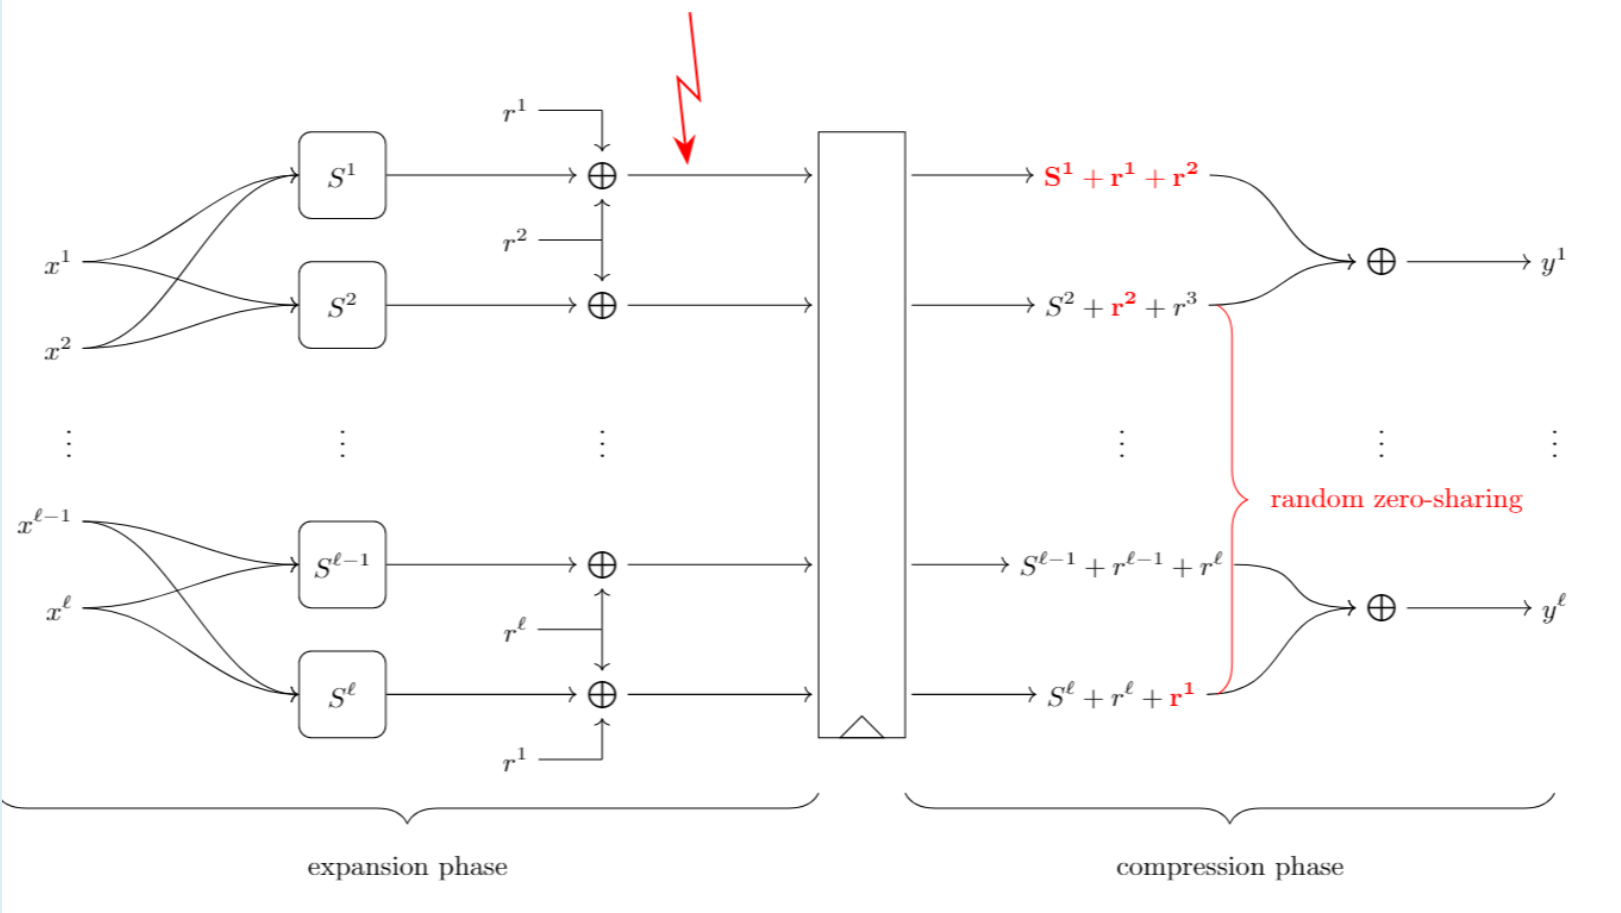 r¹
S¹
S¹ + r¹ + r²
x¹
r²
y¹
S²
S² + r² + r³
x²
⋮ ⋮ ⋮ ⋮ ⋮ ⋮
random zero-sharing
x^{ℓ−1}
S^{ℓ−1}
S^{ℓ−1} + r^{ℓ−1} + r^ℓ
x^ℓ
r^ℓ
y^ℓ
S^ℓ
S^ℓ + r^ℓ + r¹
r¹
expansion phase
compression phase